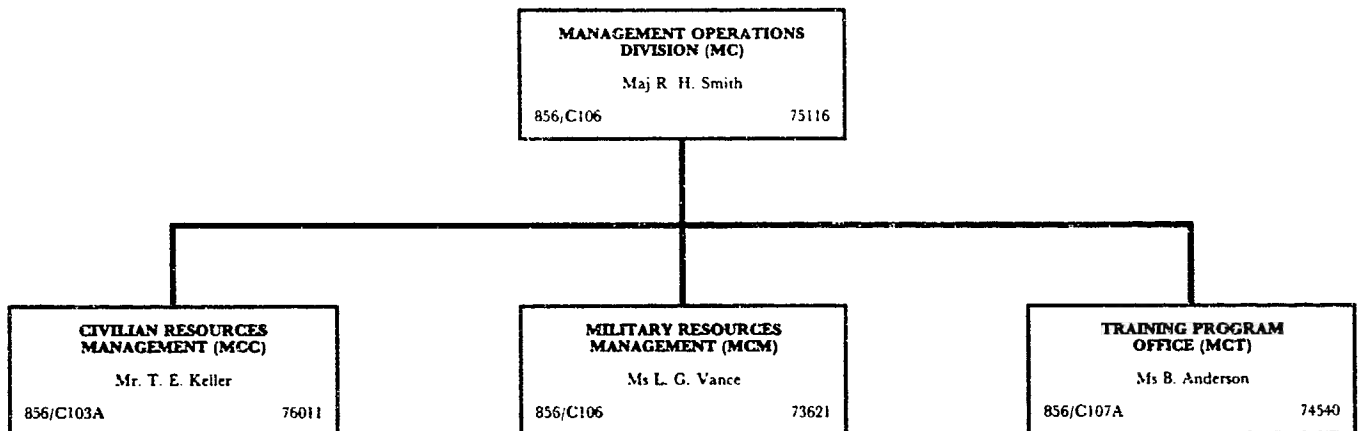 MANAGEMENT OPERATIONS
DIVISION (MC)
Maj R H. Smith
856/C106 75116
CIVILIAN RESOURCES
MANAGEMENT (MCC)
Mr. T. E. Keller
856/C103A 76011
MILITARY RESOURCES
MANAGEMENT (MCM)
Ms L. G. Vance
856/C106 73621
TRAINING PROGRAM
OFFICE (MCT)
Ms B. Anderson
856/C107A 74540